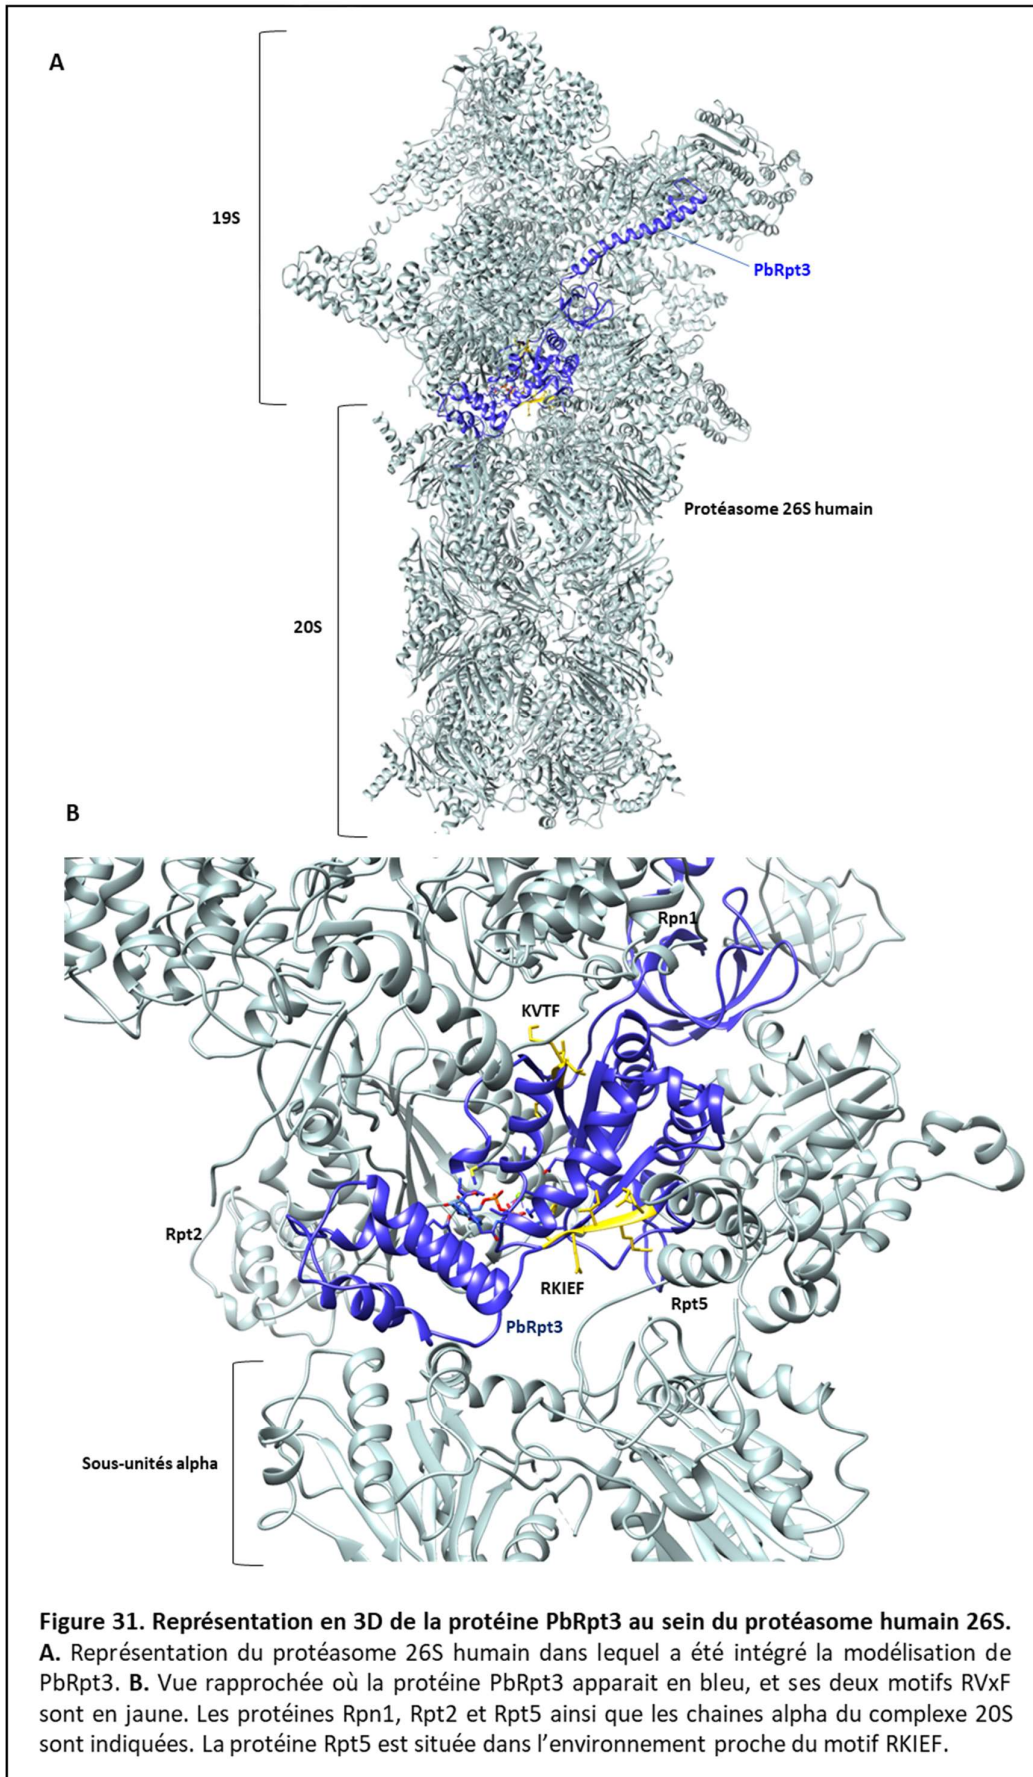 A
19S
PbRpt3
Protéasome 26S humain
20S
B
Rpn1
KVTF
Rpt2
RKIEF
Rpt5
PbRpt3
Sous-unités alpha
Figure 31. Représentation en 3D de la protéine PbRpt3 au sein du protéasome humain 26S.
A. Représentation du protéasome 26S humain dans lequel a été intégré la modélisation de
PbRpt3. B. Vue rapprochée où la protéine PbRpt3 apparait en bleu, et ses deux motifs RVxF
sont en jaune. Les protéines Rpn1, Rpt2 et Rpt5 ainsi que les chaines alpha du complexe 20S
sont indiquées. La protéine Rpt5 est située dans l’environnement proche du motif RKIEF.